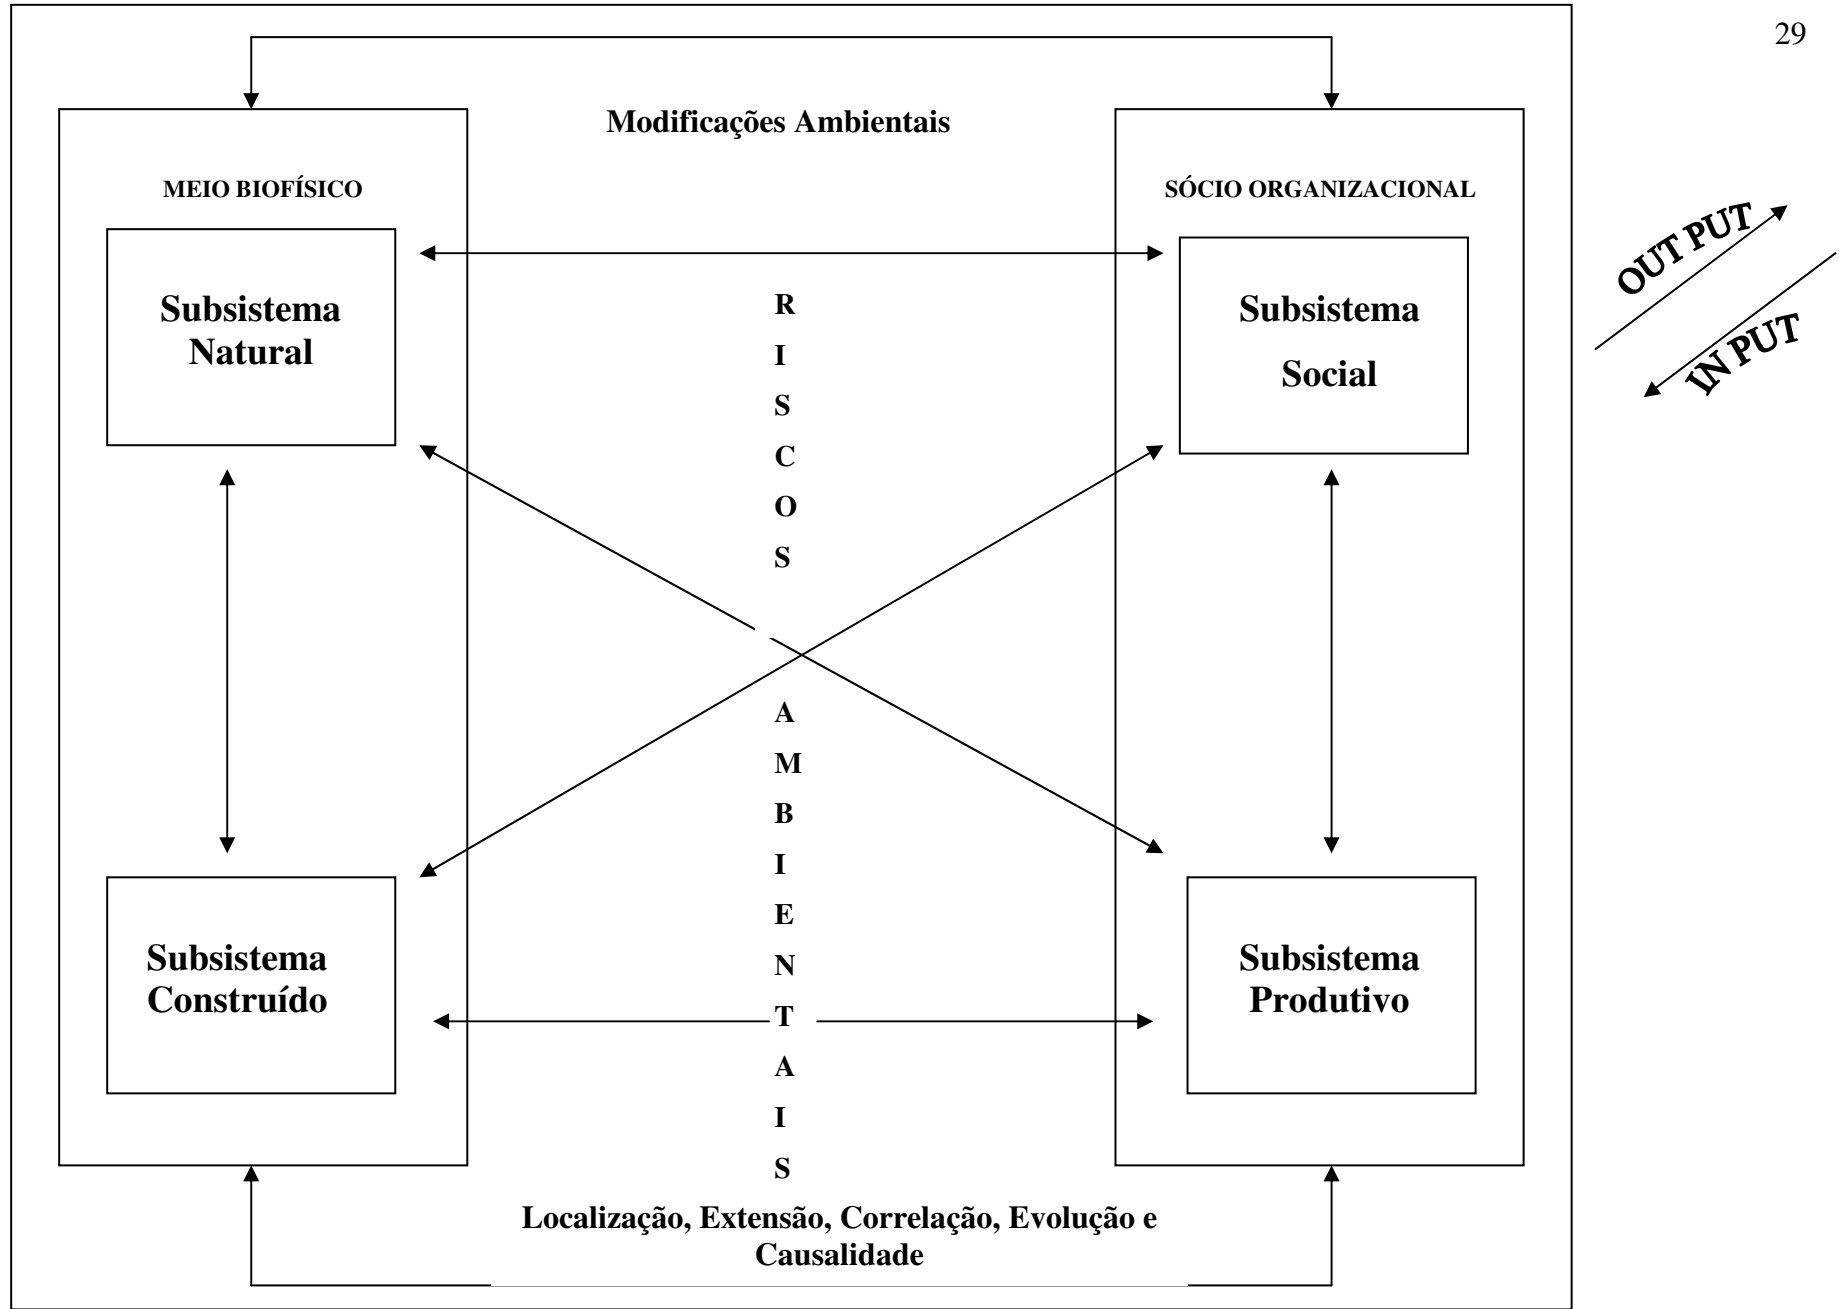 29
Modificações Ambientais
MEIO BIOFÍSICO
SÓCIO ORGANIZACIONAL
Subsistema
Natural
R
I
S
C
O
S
Subsistema
Social
OUT PUT
IN PUT
A
M
B
I
E
N
T
A
I
S
Subsistema
Construído
Subsistema
Produtivo
Localização, Extensão, Correlação, Evolução e
Causalidade